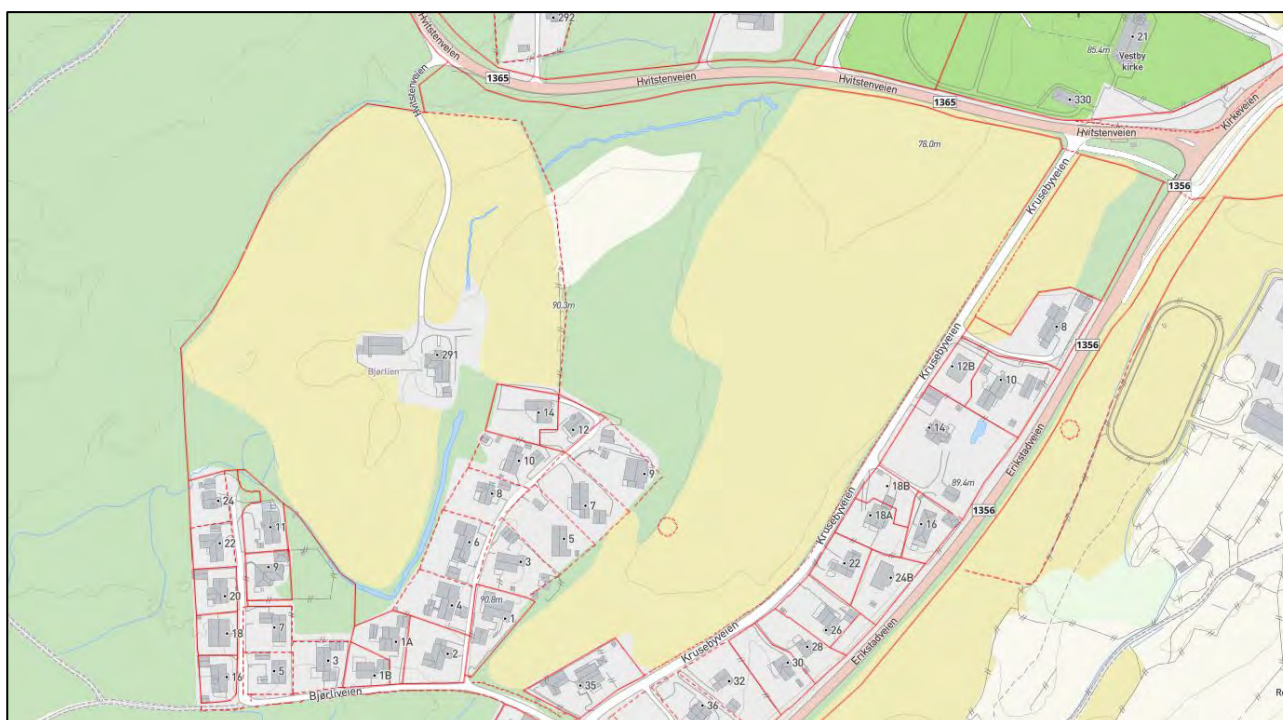 292
Hvitstenveien
21
85.4m
Vestby
kirke
1365
Hvitstenveien
Hvitstenveien
330
1365
Hvitstenveien
Kirkeveien
Hvitstenveien
78.0m
1356
Krusebyveien
90.3m
8
291
Bjørlien
1356
Krusebyveien
12B
10
14
12
14
10
9
8
7
18B
89.4m
Erikstadveien
24
11
18A
16
1356
22
6
5
Krusebyveien
9
3
22
24B
20
4
90.8m
1
18
7
1A
26
2
28
Krusebyveien
Erikstadveien
3
30
16
5
1B
35
32
Bjørliveien
36